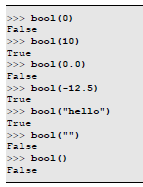 >>> bool(0)
False
>>> bool(10)
True
>>> bool(0.0)
False
>>> bool(-12.5)
True
>>> bool("hello")
True
>>> bool("")
False
>>> bool()
False